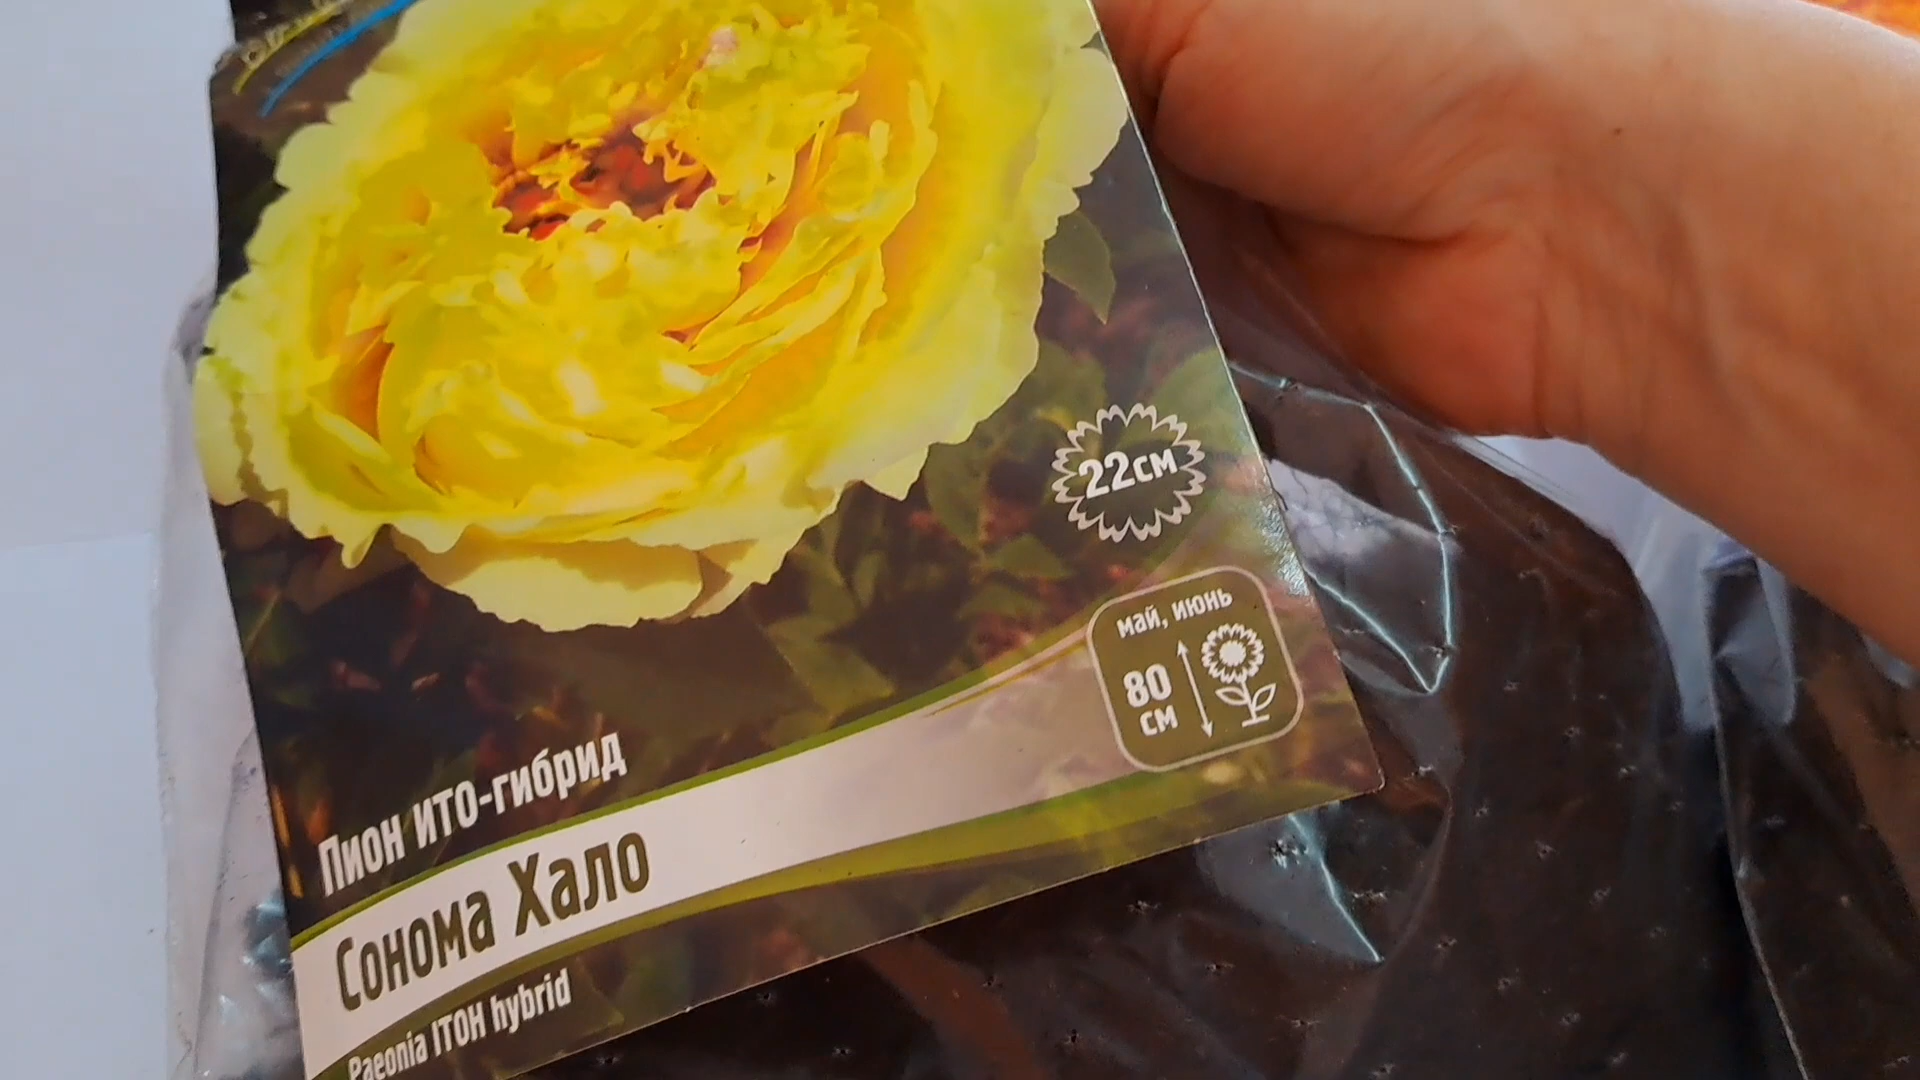 22см
май, июнь
80
см
Пион ИТО-гибрид
Сонома Хало
Paeonia ITOH hybrid